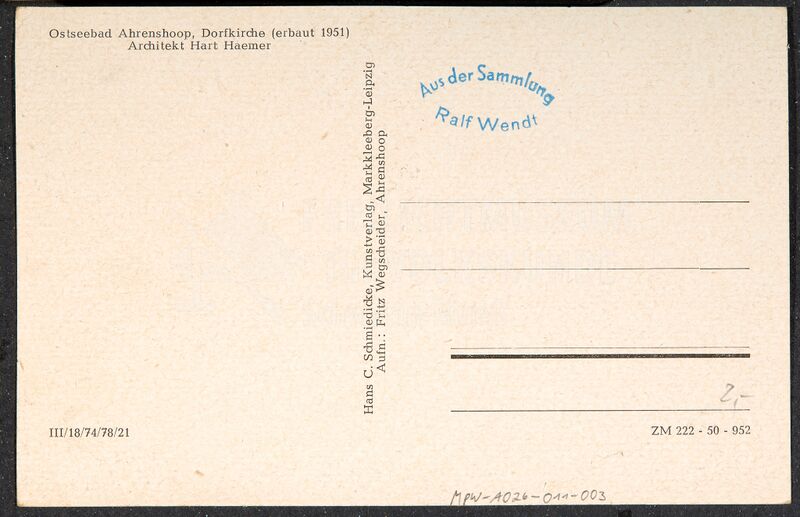 Ostseebad Ahrenshoop, Dorfkirche (erbaut 1951)
Architekt Hart Haemer
Hans C. Schmiedicke, Kunstverlag, Markkleeberg-Leipzig
Aufn.: Fritz Wegscheider, Ahrenshoop
Aus der Sammlung
Ralf Wendt
2,-
III/18/74/78/21
ZM 222 - 50 - 952
MPW-A026-011-003